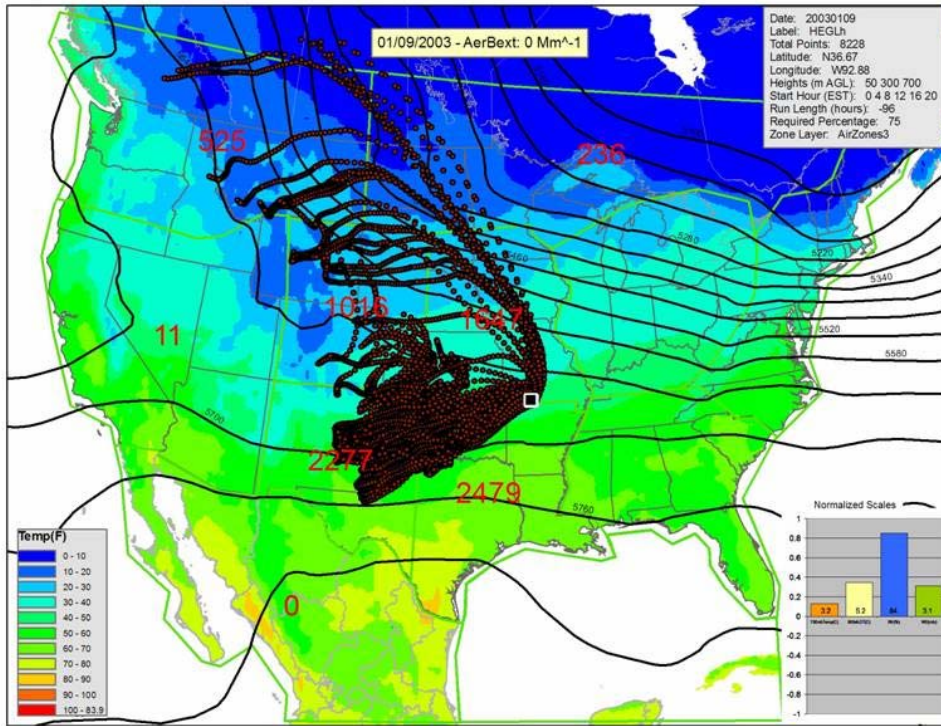 01/09/2003 - AerBext: 0 Mm^-1
Date: 20030109
Label: HEGLh
Total Points: 8228
Latitude: N36.67
Longitude: W92.88
Heights (m AGL): 50 300 700
Start Hour (EST): 0 4 8 12 16 20
Run Length (hours): -96
Required Percentage: 75
Zone Layer: AirZones3
525
236
5280
5220
5460
5340
1016
1647
11
5520
5580
5700
2277
2479
5760
0
Temp(F)
0 - 10
10 - 20
20 - 30
30 - 40
40 - 50
50 - 60
60 - 70
70 - 80
80 - 90
90 - 100
100 - 83.9
Normalized Scales
1
0.8
0.6
0.4
0.2
0
-0.2
-0.4
-0.6
-0.8
-1
3.2
5.2
84
3.1